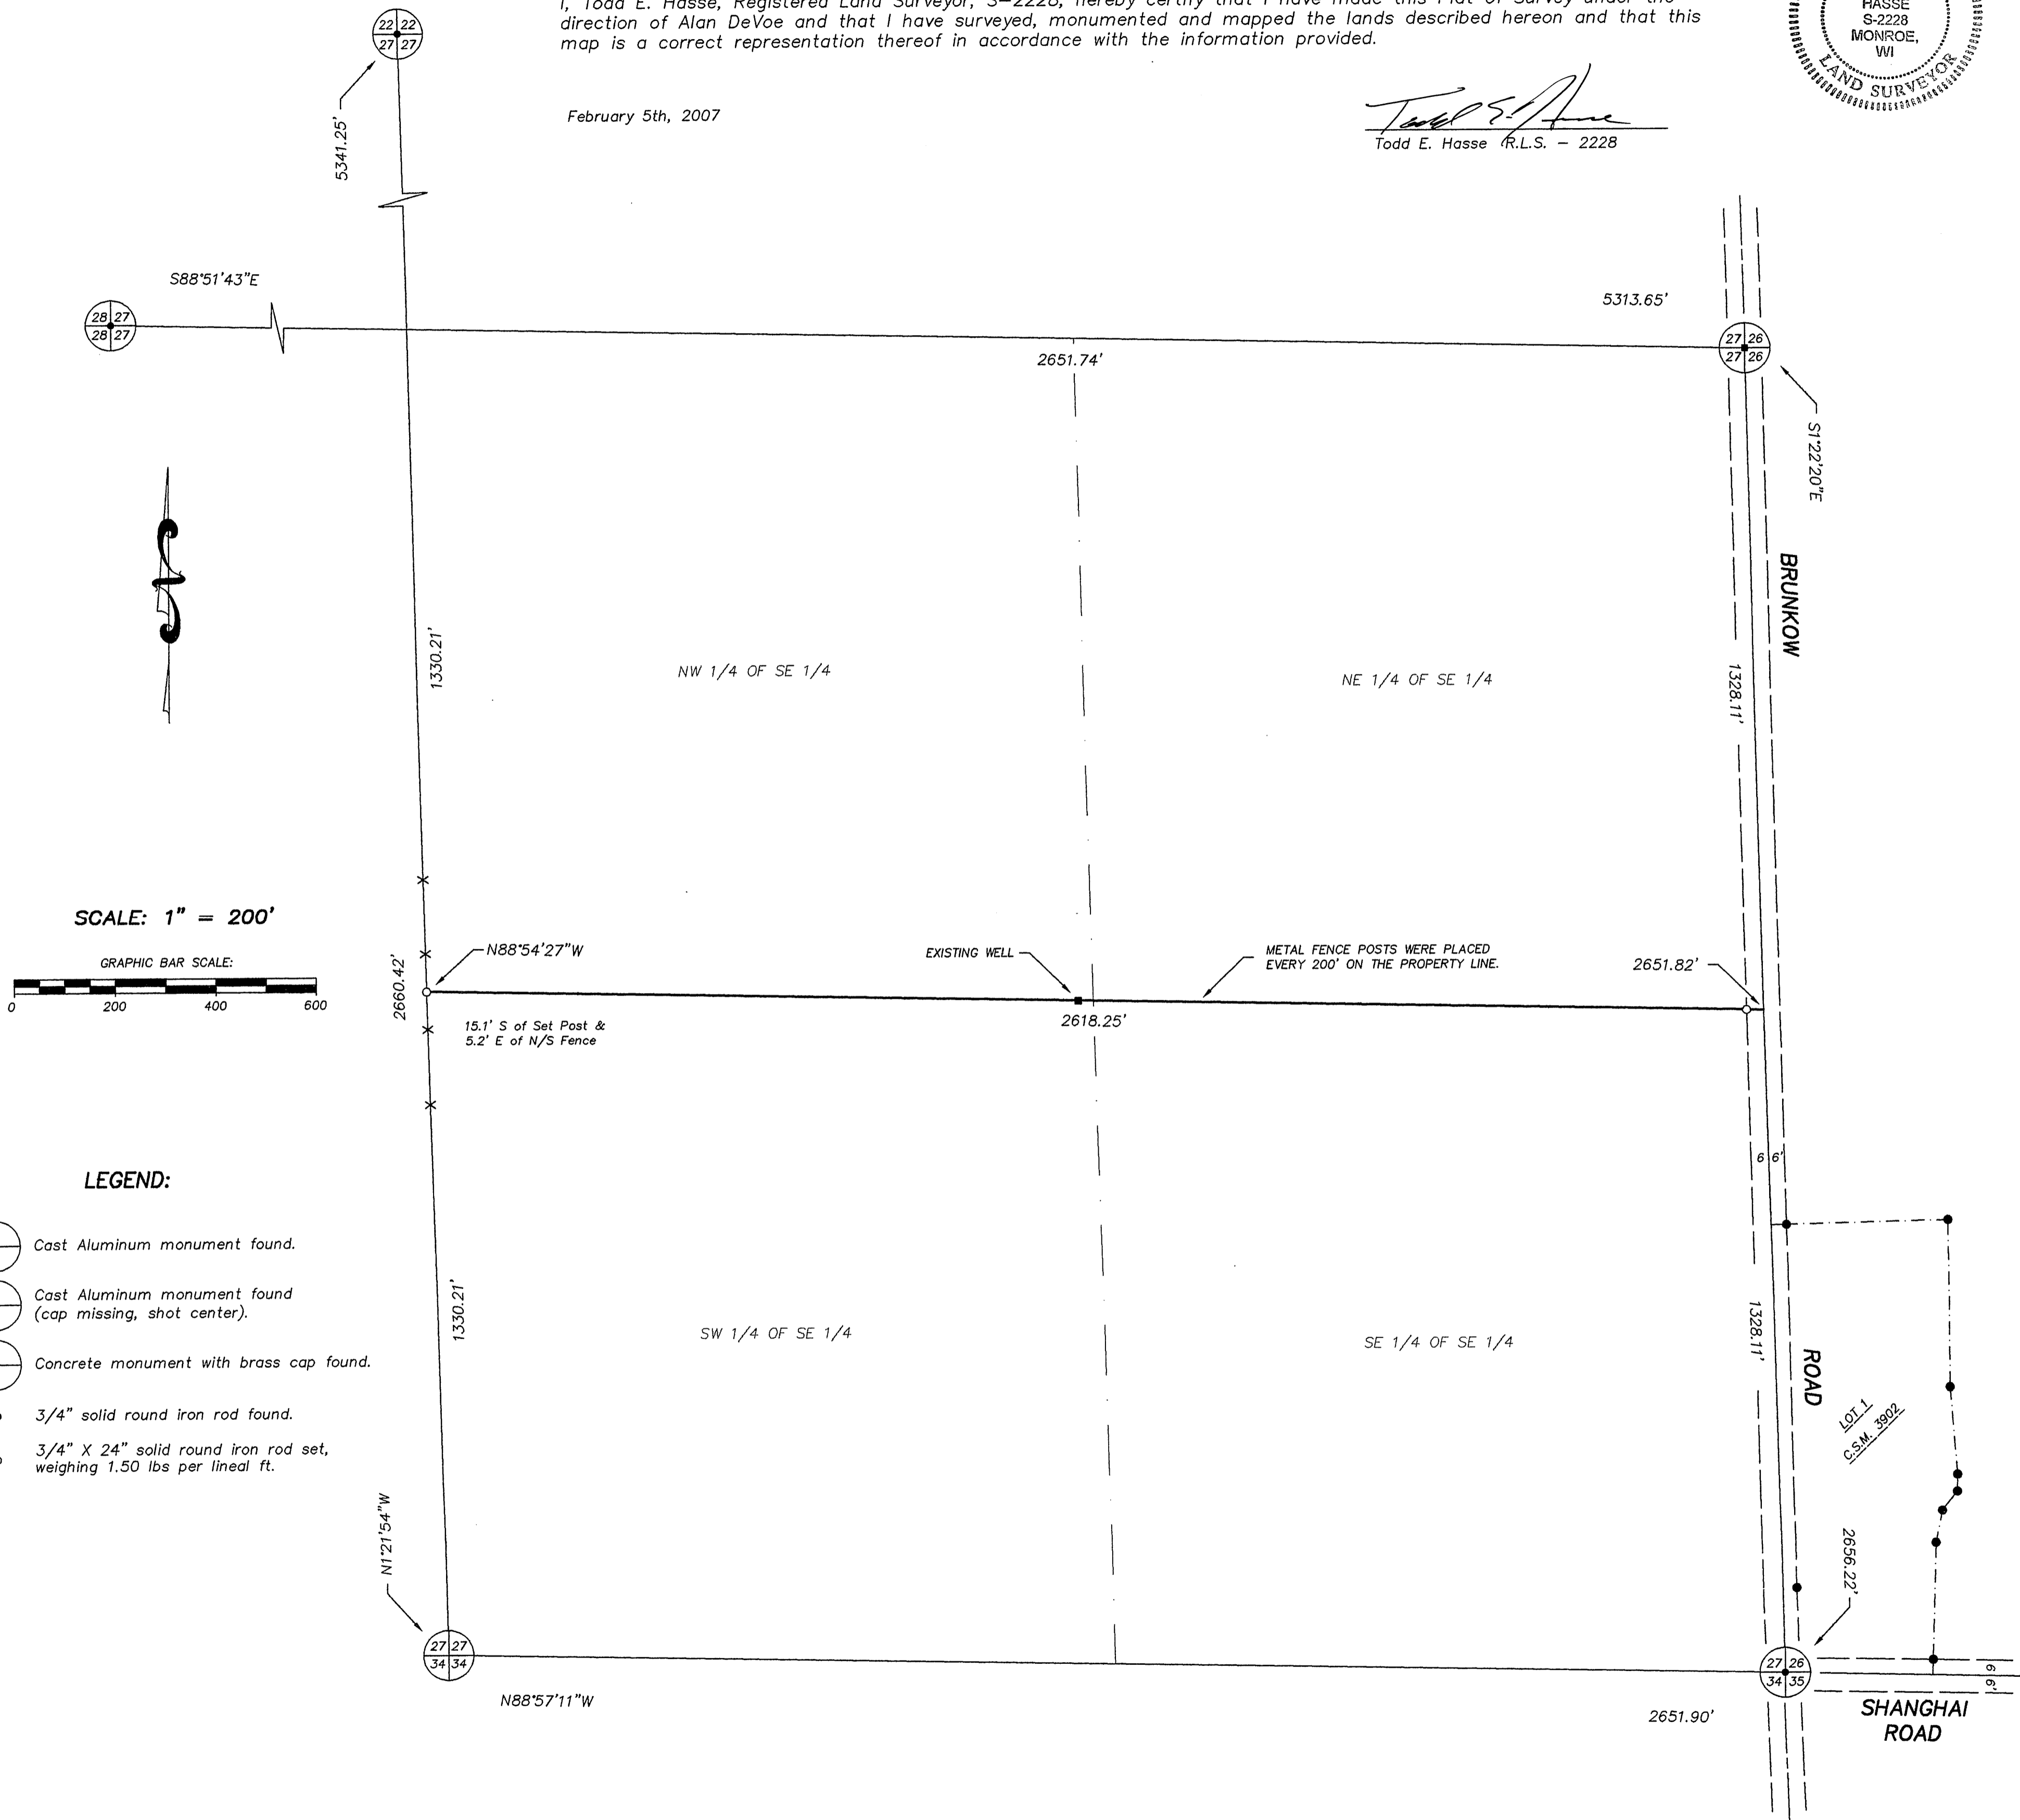 I, Todd E. Hasse, Registered Land Surveyor, S-2228, hereby certify that I have made this Plat of Survey under the
direction of Alan DeVoe and that I have surveyed, monumented and mapped the lands described hereon and that this
map is a correct representation thereof in accordance with the information provided.
HASSE
S-2228
MONROE,
WI
LAND SURVEYOR
February 5th, 2007
Todd E. Hasse R.L.S. - 2228
22 22
27 27
5341.25'
S88°51'43"E
28 27
28 27
5313.65'
27 26
27 26
2651.74'
S1°22'20"E
BRUNKOW
1330.21'
NW 1/4 OF SE 1/4
NE 1/4 OF SE 1/4
1328.11'
SCALE: 1" = 200'
GRAPHIC BAR SCALE:
0 200 400 600
2660.42'
N88°54'27"W
EXISTING WELL
METAL FENCE POSTS WERE PLACED
EVERY 200' ON THE PROPERTY LINE.
2651.82'
15.1' S of Set Post &
5.2' E of N/S Fence
2618.25'
66'
LEGEND:
Cast Aluminum monument found.
Cast Aluminum monument found
(cap missing, shot center).
Concrete monument with brass cap found.
3/4" solid round iron rod found.
3/4" X 24" solid round iron rod set,
weighing 1.50 lbs per lineal ft.
1330.21'
SW 1/4 OF SE 1/4
SE 1/4 OF SE 1/4
1328.11'
ROAD
LOT 1
C.S.M. 3902
N1°21'54"W
2656.22'
27 27
34 34
27 26
34 35
N88°57'11"W
2651.90'
66'
SHANGHAI
ROAD